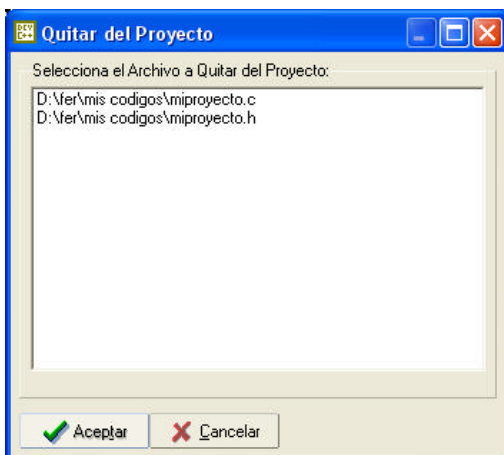 DEV
Quitar del Proyecto
Selecciona el Archivo a Quitar del Proyecto:
D:\fer\mis codigos\miproyecto.c
D:\fer\mis codigos\miproyecto.h
Aceptar
Cancelar